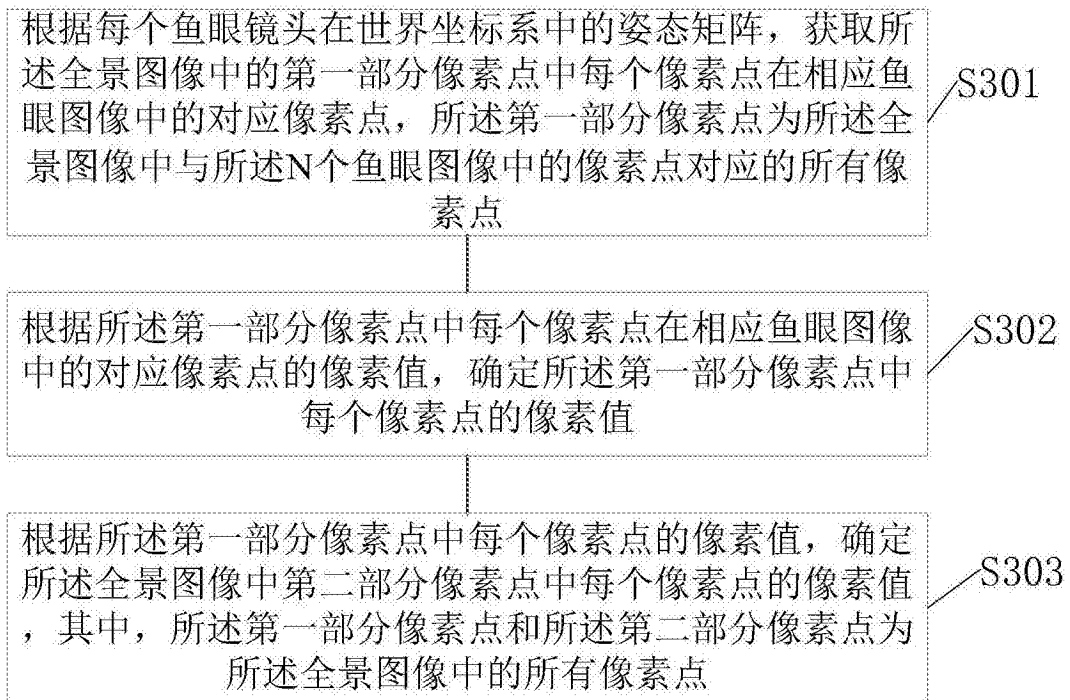 根据每个鱼眼镜头在世界坐标系中的姿态矩阵，获取所
述全景图像中的第一部分像素点中每个像素点在相应鱼
眼图像中的对应像素点，所述第一部分像素点为所述全
景图像中与所述N个鱼眼图像中的像素点对应的所有像
素点
S301
根据所述第一部分像素点中每个像素点在相应鱼眼图像
中的对应像素点的像素值，确定所述第一部分像素点中
每个像素点的像素值
S302
根据所述第一部分像素点中每个像素点的像素值，确定
所述全景图像中第二部分像素点中每个像素点的像素值
，其中，所述第一部分像素点和所述第二部分像素点为
所述全景图像中的所有像素点
S303